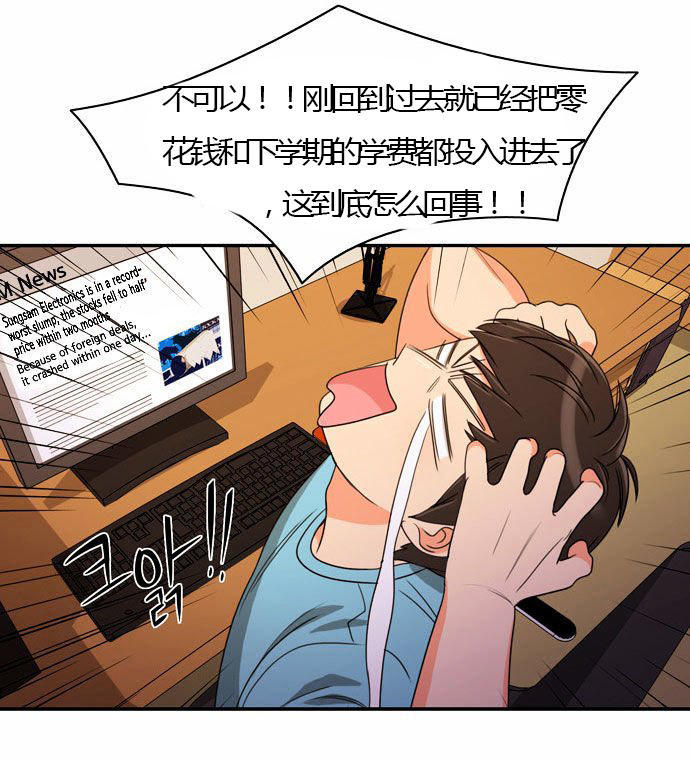 不可以！！刚回到过去就已经把零
花钱和下学期的学费都投入进去了
，这到底怎么回事！！
M News
Sungsam Electronics is in a record-
worst slump, the stocks fell to half
price within two months
Because of foreign deals,
it crashed within one day...
크앍!!